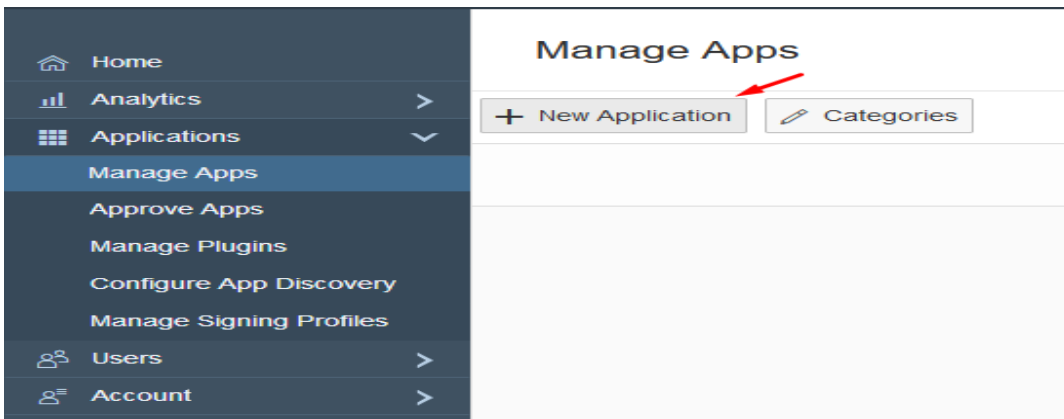 Home
Analytics
Applications
Manage Apps
Approve Apps
Manage Plugins
Configure App Discovery
Manage Signing Profiles
Users
Account
Manage Apps
New Application
Categories